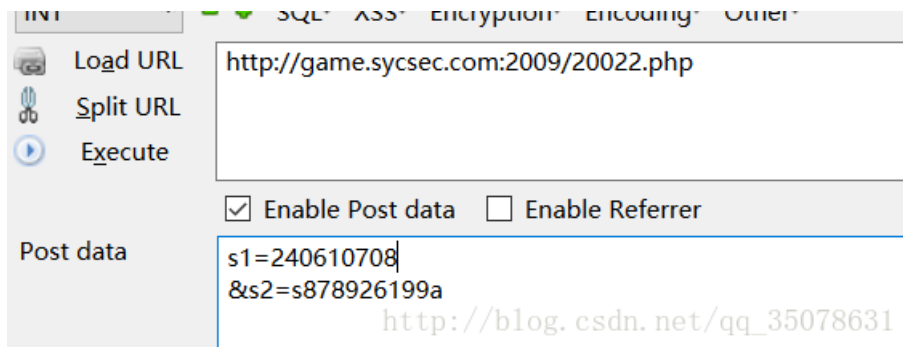 INT SQL▾ XSS▾ Encryption▾ Encoding▾ Other▾
Load URL
http://game.sycsec.com:2009/20022.php
Split URL
Execute
Enable Post data Enable Referrer
Post data
s1=240610708
&s2=s878926199a
http://blog.csdn.net/qq_35078631